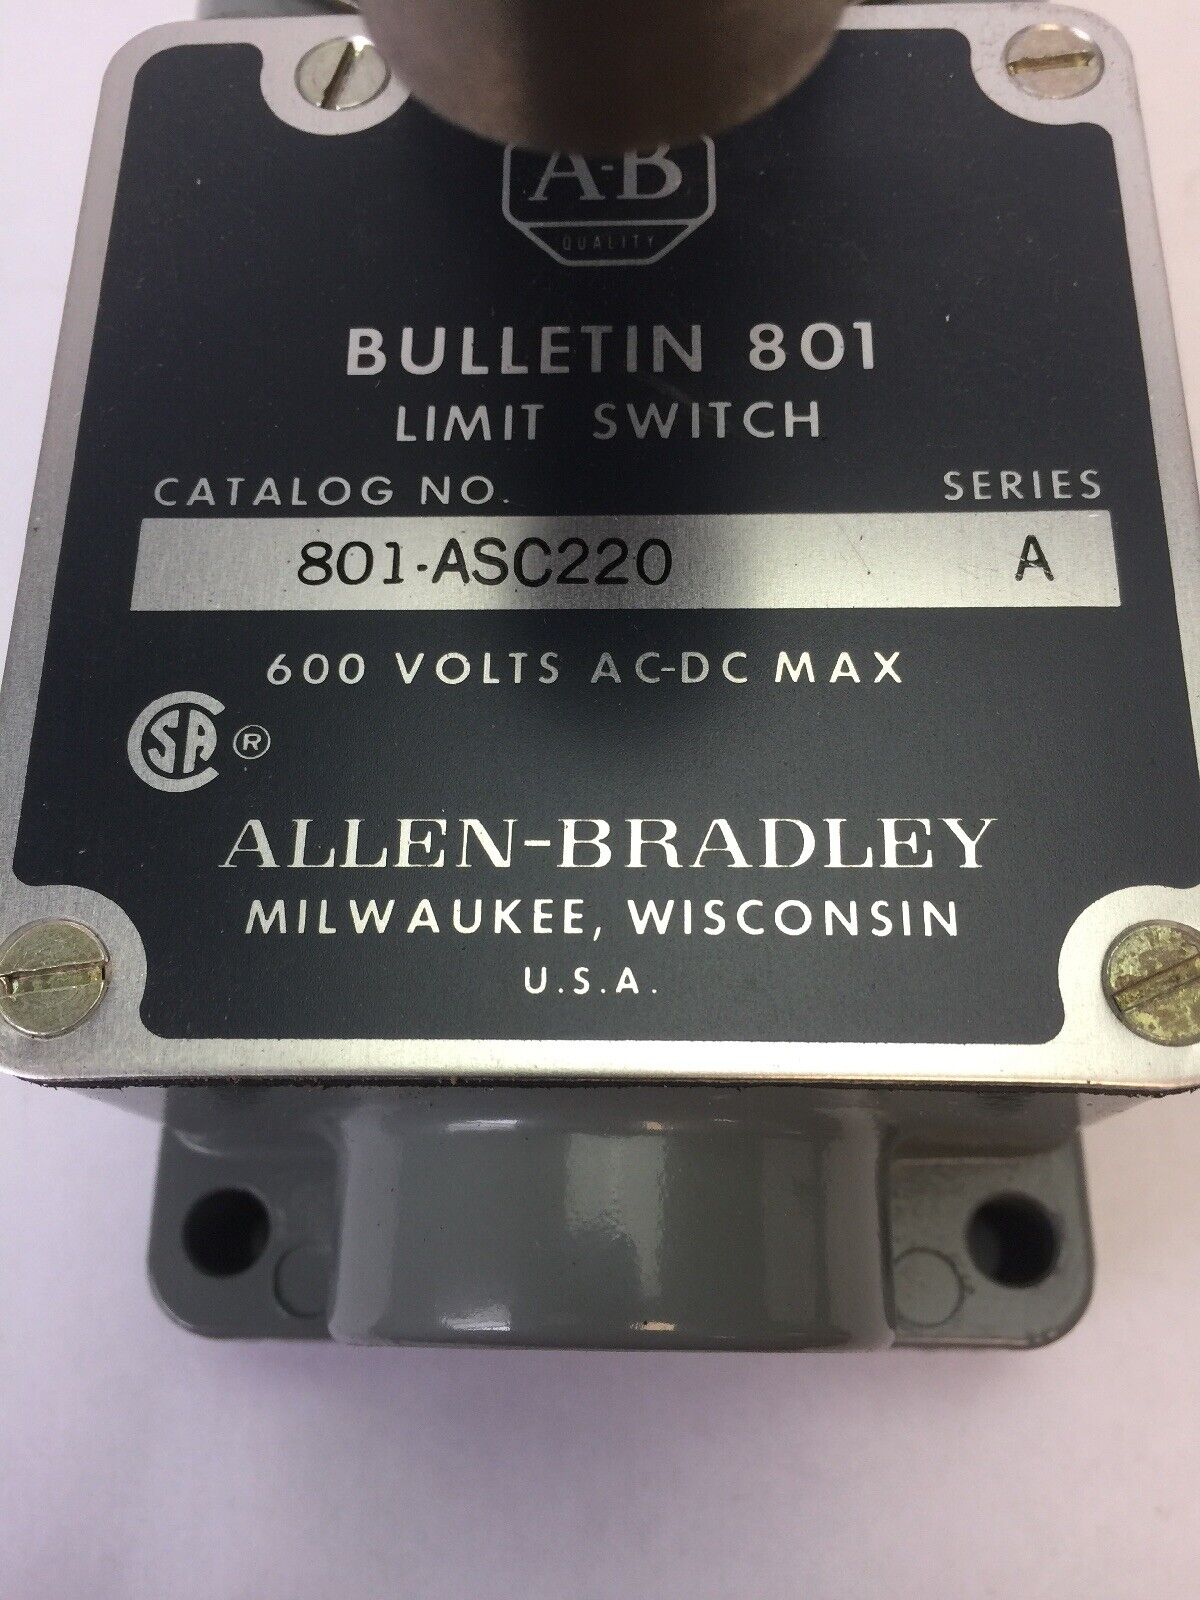 A-B
QUALITY
BULLETIN 801
LIMIT SWITCH
CATALOG NO. SERIES
801-ASC220 A
600 VOLTS AC-DC MAX
CSA ®
ALLEN-BRADLEY
MILWAUKEE, WISCONSIN
U.S.A.